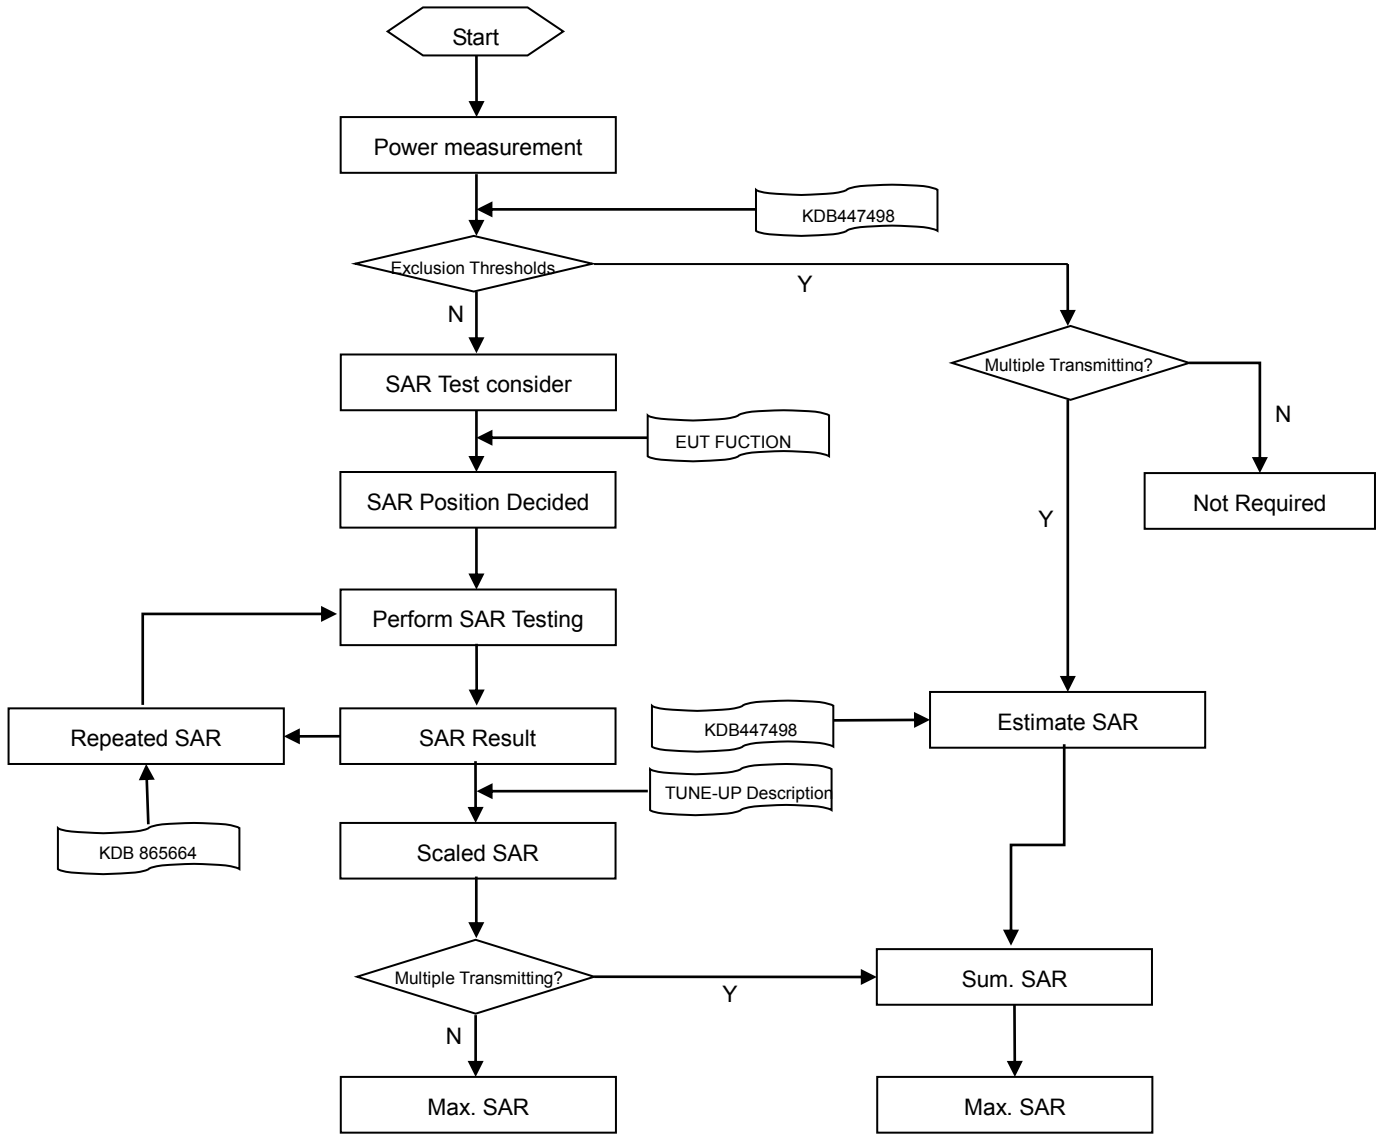 Start
Power measurement
KDB447498
Exclusion Thresholds
Y
N
Multiple Transmitting?
SAR Test consider
N
EUT FUCTION
SAR Position Decided
Not Required
Y
Perform SAR Testing
Repeated SAR
SAR Result
KDB447498
Estimate SAR
TUNE-UP Description
KDB 865664
Scaled SAR
Multiple Transmitting?
Y
Sum. SAR
N
Max. SAR
Max. SAR